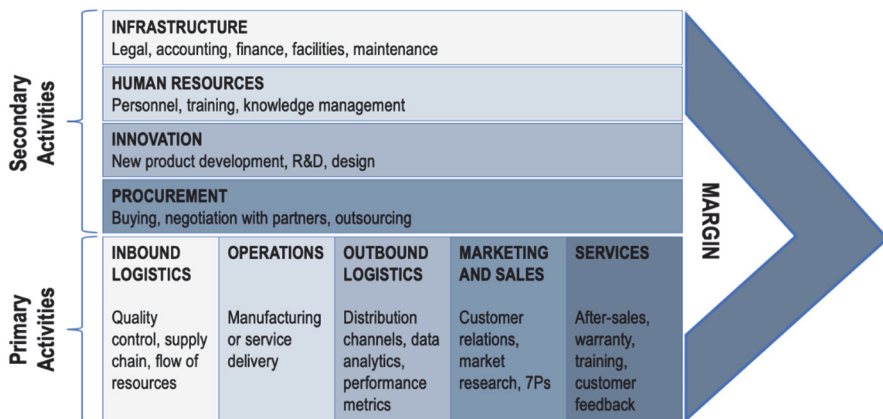 Secondary
Activities
INFRASTRUCTURE
Legal, accounting, finance, facilities, maintenance
HUMAN RESOURCES
Personnel, training, knowledge management
INNOVATION
New product development, R&D, design
PROCUREMENT
Buying, negotiation with partners, outsourcing
Primary
Activities
INBOUND
LOGISTICS
Quality
control, supply
chain, flow of
resources
OPERATIONS
Manufacturing
or service
delivery
OUTBOUND
LOGISTICS
Distribution
channels, data
analytics,
performance
metrics
MARKETING
AND SALES
Customer
relations,
market
research, 7Ps
SERVICES
After-sales,
warranty,
training,
customer
feedback
MARGIN